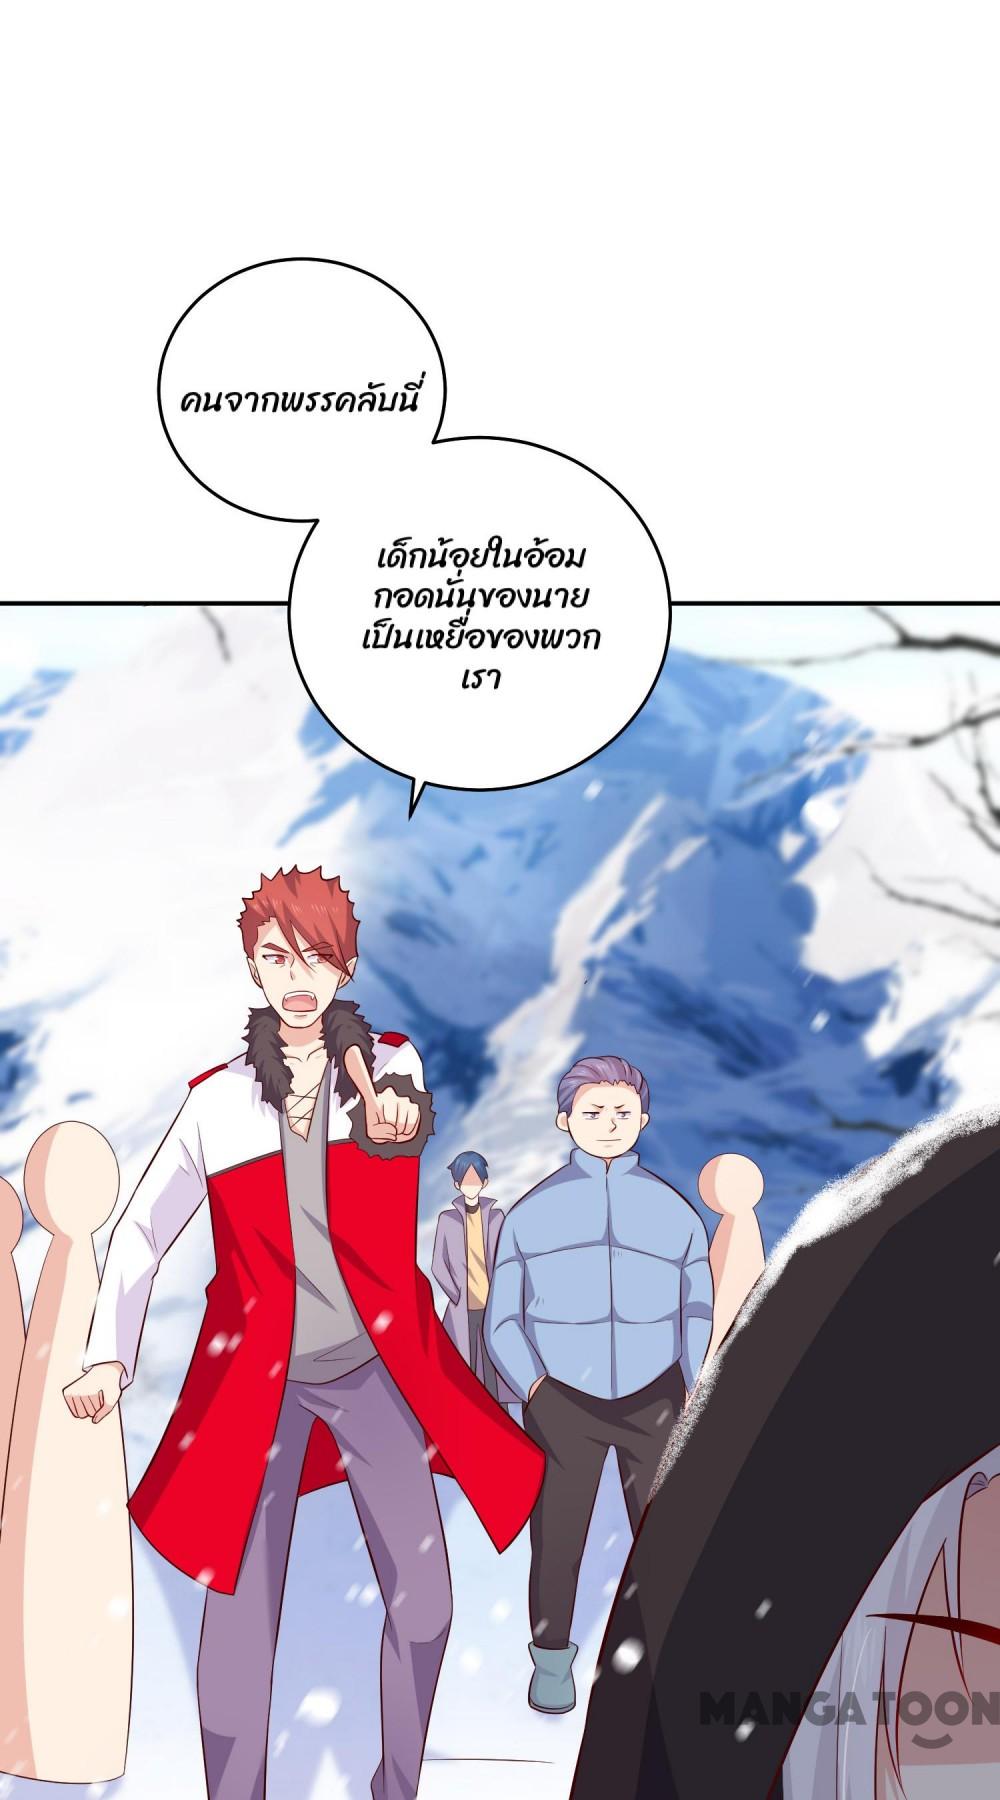 คนจากพรรคลับนี่
เด็กน้อยในอ้อม
กอดนั่นของนาย
เป็นเหยื่อของพวก
เรา
MANGATOON